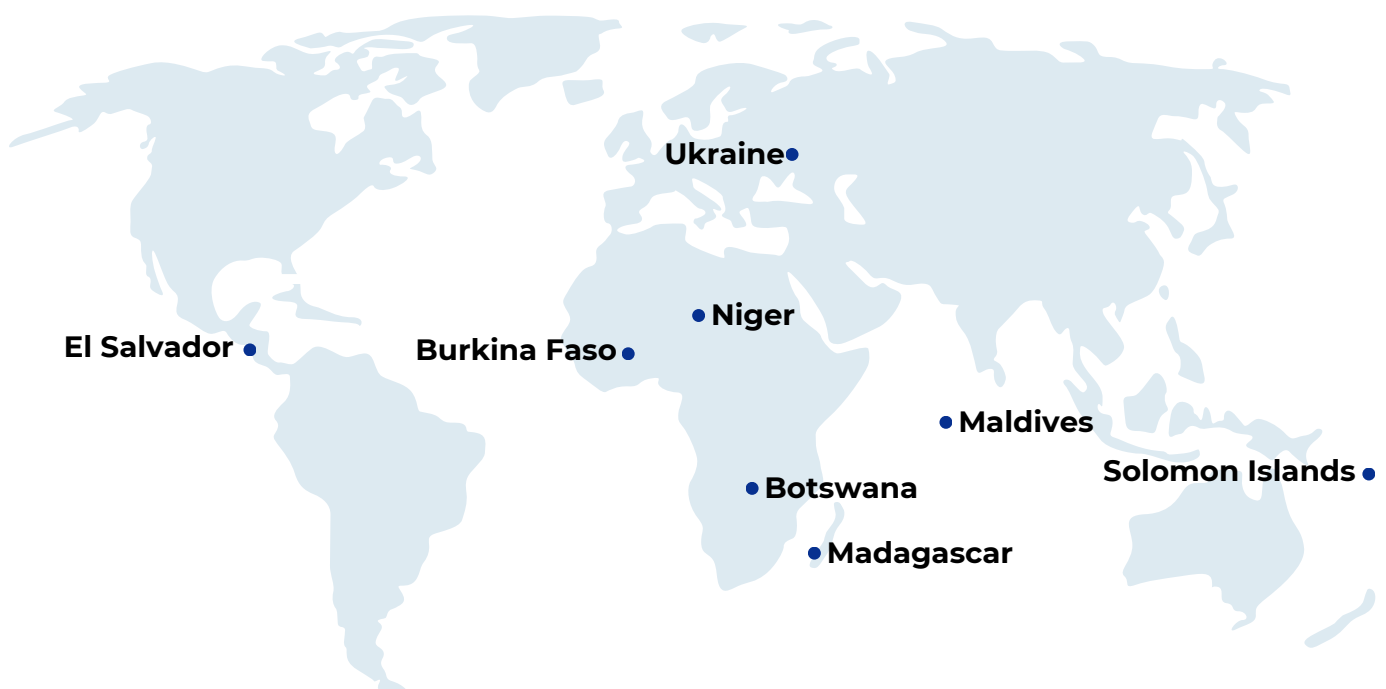 Ukraine
Niger
El Salvador
Burkina Faso
Maldives
Solomon Islands
Botswana
Madagascar